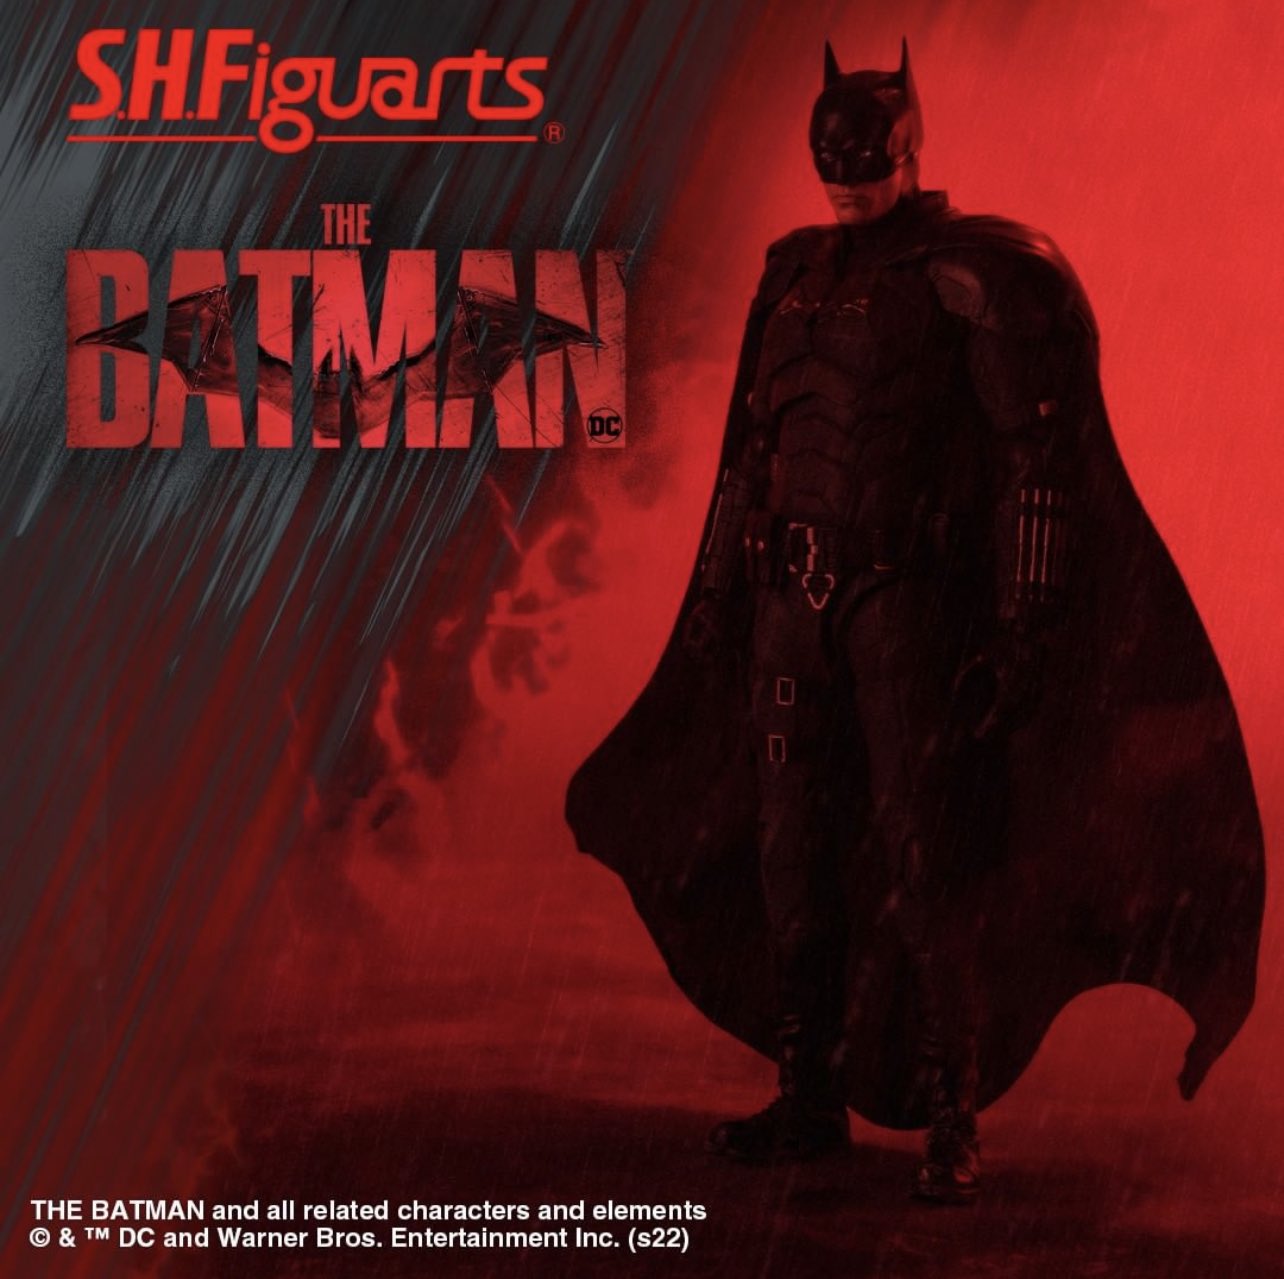 S.H.Figuarts
®
THE
BATMAN
DC
THE BATMAN and all related characters and elements
© & ™ DC and Warner Bros. Entertainment Inc. (s22)